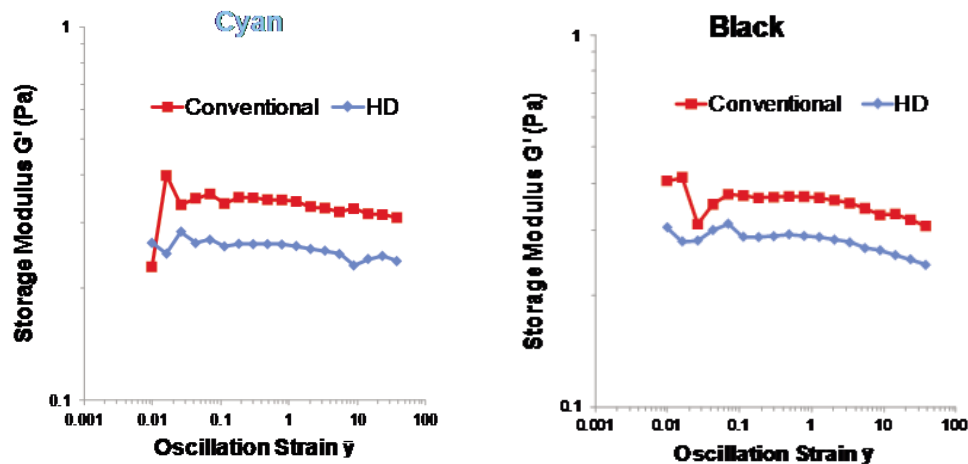 Cyan
1
Conventional HD
Storage Modulus G' (Pa)
0.1
0.001 0.01 0.1 1 10 100
Oscillation Strain ȳ
Black
1
Conventional HD
Storage Modulus G' (Pa)
0.1
0.001 0.01 0.1 1 10 100
Oscillation Strain ȳ